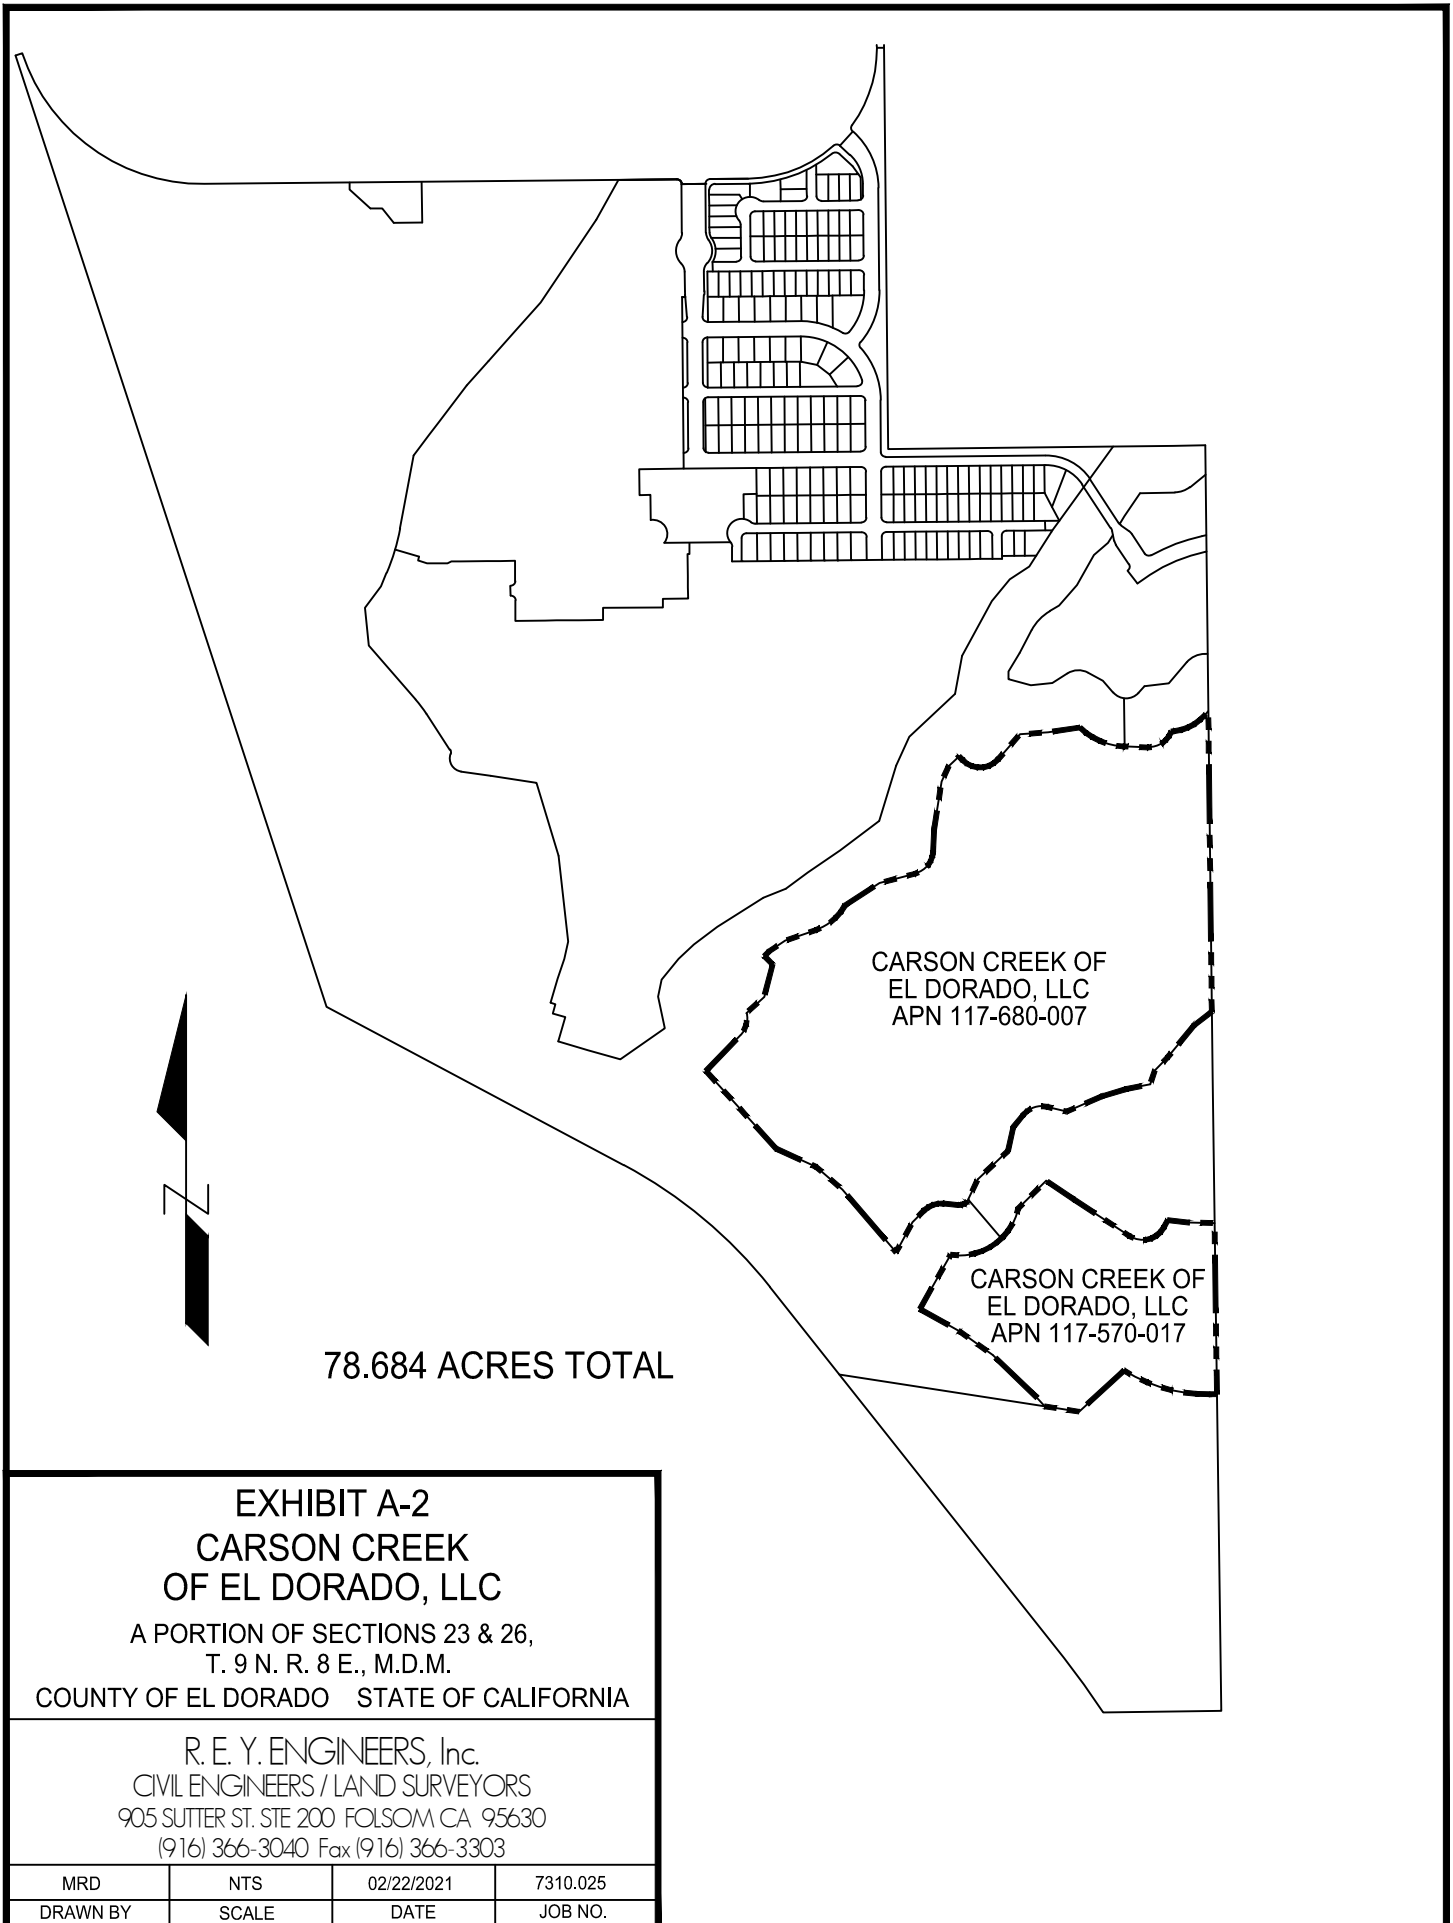 CARSON CREEK OF
EL DORADO, LLC
APN 117-680-007
CARSON CREEK OF
EL DORADO, LLC
APN 117-570-017
N
78.684 ACRES TOTAL
EXHIBIT A-2
CARSON CREEK
OF EL DORADO, LLC
A PORTION OF SECTIONS 23 & 26,
T. 9 N. R. 8 E., M.D.M.
COUNTY OF EL DORADO STATE OF CALIFORNIA
R. E. Y. ENGINEERS, Inc.
CIVIL ENGINEERS / LAND SURVEYORS
905 SUTTER ST. STE 200 FOLSOM CA 95630
(916) 366-3040 Fax (916) 366-3303
MRD NTS 02/22/2021 7310.025
DRAWN BY SCALE DATE JOB NO.